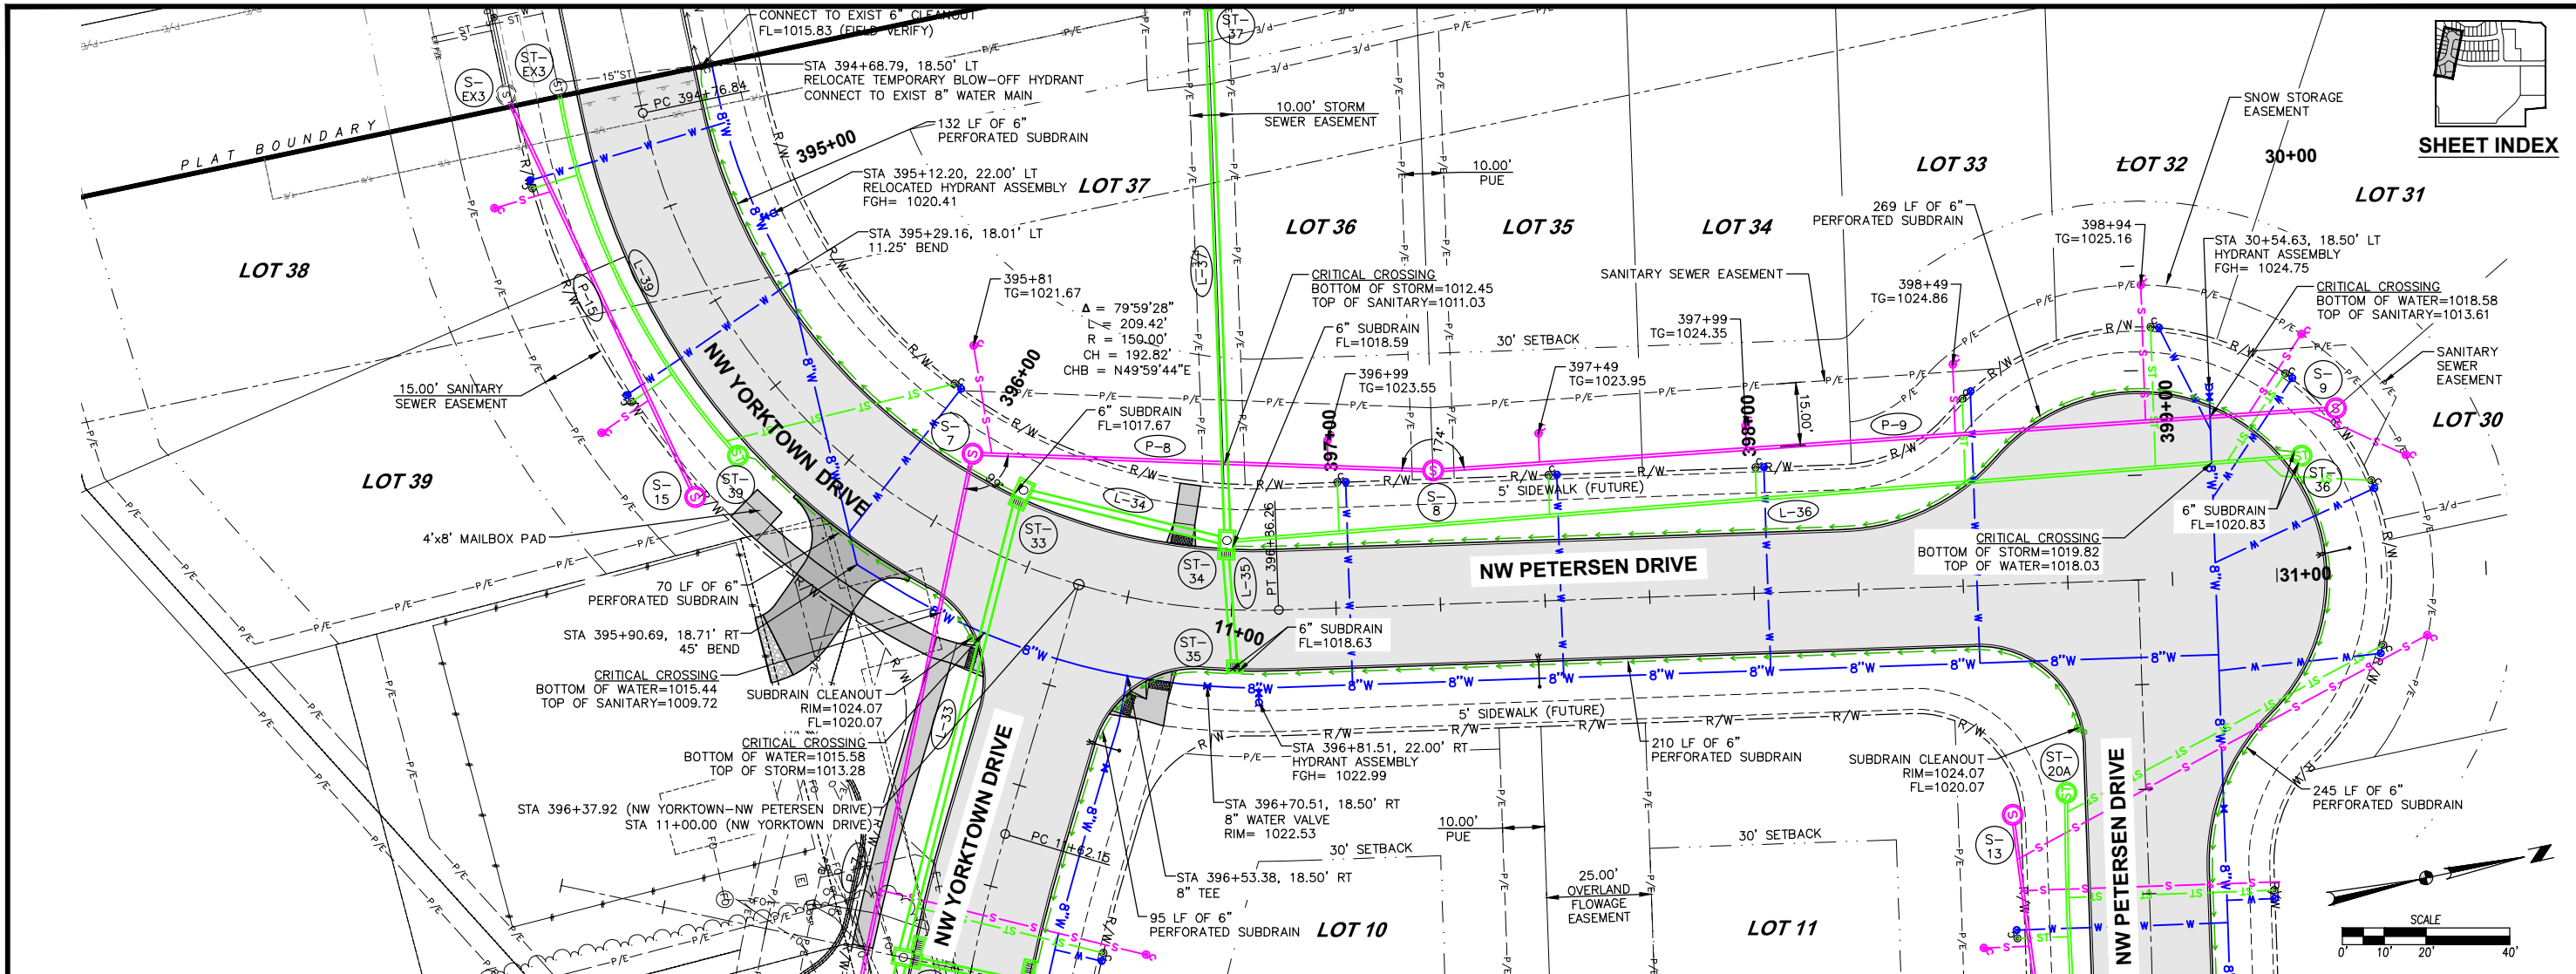 CONNECT TO EXIST 6" CLEANOUT
FL=1015.83 (FIELD VERIFY)
STA 394+68.79, 18.50' LT
RELOCATE TEMPORARY BLOW-OFF HYDRANT
CONNECT TO EXIST 8" WATER MAIN
132 LF OF 6"
PERFORATED SUBDRAIN
STA 395+12.20, 22.00' LT
RELOCATED HYDRANT ASSEMBLY
FGH= 1020.41
STA 395+29.16, 18.01' LT
11.25° BEND
S-
EX3
ST-
EX3
15"ST
PC 394+76.84
PLAT BOUNDARY
395+00
ST-
37
10.00' STORM
SEWER EASEMENT
10.00'
PUE
SNOW STORAGE
EASEMENT
SHEET INDEX
30+00
LOT 38
LOT 37
LOT 36
LOT 35
LOT 34
LOT 33
LOT 32
LOT 31
LOT 30
LOT 39
269 LF OF 6"
PERFORATED SUBDRAIN
398+94
TG=1025.16
STA 30+54.63, 18.50' LT
HYDRANT ASSEMBLY
FGH= 1024.75
CRITICAL CROSSING
BOTTOM OF WATER=1018.58
TOP OF SANITARY=1013.61
SANITARY
SEWER
EASEMENT
S-
9
395+81
TG=1021.67
Δ = 79°59'28"
L = 209.42'
R = 150.00'
CH = 192.82'
CHB = N49°59'44"E
CRITICAL CROSSING
BOTTOM OF STORM=1012.45
TOP OF SANITARY=1011.03
6" SUBDRAIN
FL=1018.59
SANITARY SEWER EASEMENT
398+49
TG=1024.86
397+99
TG=1024.35
30' SETBACK
397+49
TG=1023.95
396+99
TG=1023.55
6" SUBDRAIN
FL=1017.67
15.00' SANITARY
SEWER EASEMENT
P-15
L-39
L-37
396+00
397+00
398+00
399+00
15.00'
174°
99°
P-8
P-9
S-
7
S-
8
S-
15
ST-
39
ST-
33
L-34
ST-
34
L-35
PT 396+86.26
5' SIDEWALK (FUTURE)
L-36
ST-
36
6" SUBDRAIN
FL=1020.83
CRITICAL CROSSING
BOTTOM OF STORM=1019.82
TOP OF WATER=1018.03
31+00
NW YORKTOWN DRIVE
NW PETERSEN DRIVE
4'x8' MAILBOX PAD
70 LF OF 6"
PERFORATED SUBDRAIN
STA 395+90.69, 18.71' RT
45° BEND
CRITICAL CROSSING
BOTTOM OF WATER=1015.44
TOP OF SANITARY=1009.72
SUBDRAIN CLEANOUT
RIM=1024.07
FL=1020.07
CRITICAL CROSSING
BOTTOM OF WATER=1015.58
TOP OF STORM=1013.28
STA 396+37.92 (NW YORKTOWN-NW PETERSEN DRIVE)
STA 11+00.00 (NW YORKTOWN DRIVE)
L-33
ST-
35
11+00
6" SUBDRAIN
FL=1018.63
8"W
5' SIDEWALK (FUTURE)
STA 396+81.51, 22.00' RT
HYDRANT ASSEMBLY
FGH= 1022.99
STA 396+70.51, 18.50' RT
8" WATER VALVE
RIM= 1022.53
STA 396+53.38, 18.50' RT
8" TEE
95 LF OF 6"
PERFORATED SUBDRAIN
NW YORKTOWN DRIVE
PC 11+62.15
P-7
30' SETBACK
10.00'
PUE
210 LF OF 6"
PERFORATED SUBDRAIN
25.00'
OVERLAND
FLOWAGE
EASEMENT
30' SETBACK
LOT 10
LOT 11
SUBDRAIN CLEANOUT
RIM=1024.07
FL=1020.07
ST-
20A
S-
13
NW PETERSEN DRIVE
245 LF OF 6"
PERFORATED SUBDRAIN
Z
SCALE
0' 10' 20' 40'